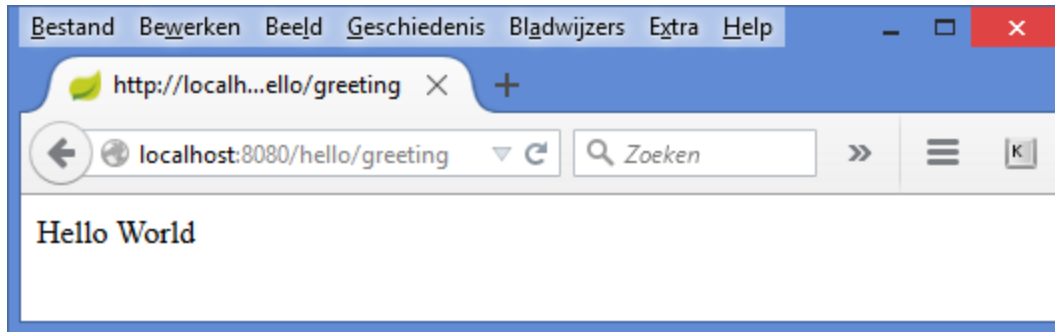 Bestand Bewerken Beeld Geschiedenis Bladwijzers Extra Help
http://localh...ello/greeting
localhost:8080/hello/greeting Zoeken K
Hello World